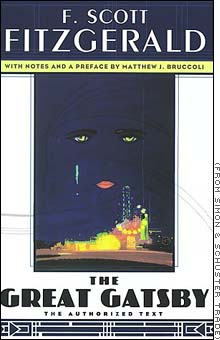 F. SCOTT
FITZGERALD
WITH NOTES AND A PREFACE BY MATTHEW J. BRUCCOLI
THE
GREAT GATSBY
THE AUTHORIZED TEXT
(FROM SIMON & SCHUSTER TRADE)